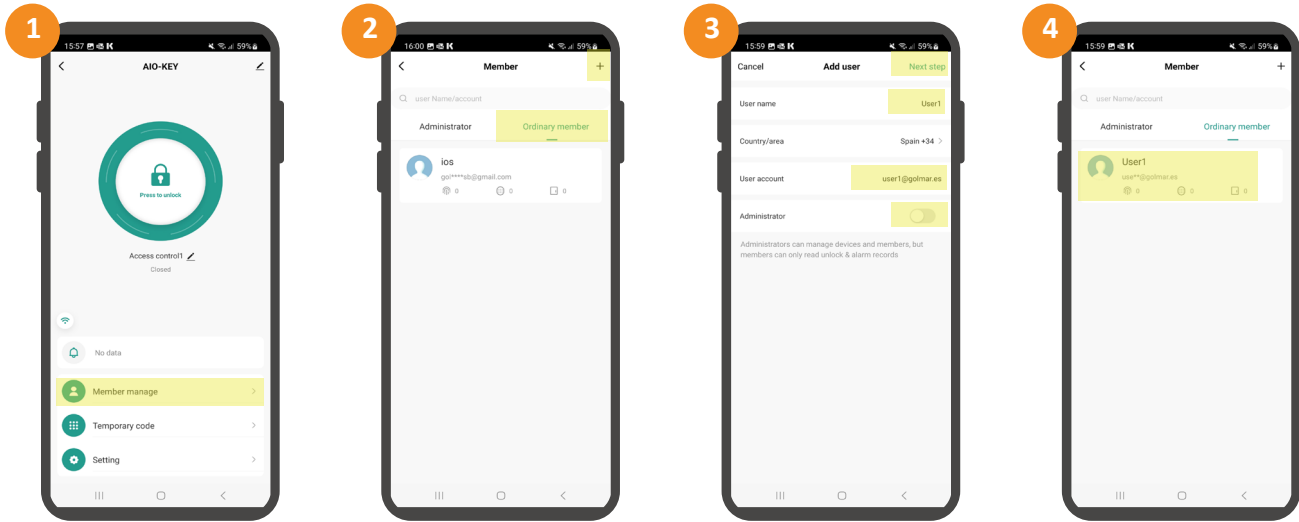 1
15:57 59%
AIO-KEY
Press to unlock
Access control1
Closed
No data
Member manage
Temporary code
Setting
2
16:00 59%
Member
user Name/account
Administrator Ordinary member
ios
gol****sb@gmail.com
0 0 0
3
15:59 59%
Cancel Add user Next step
User name User1
Country/area Spain +34
User account user1@golmar.es
Administrator
Administrators can manage devices and members, but
members can only read unlock & alarm records
4
15:59 59%
Member
user Name/account
Administrator Ordinary member
User1
use**@golmar.es
0 0 0